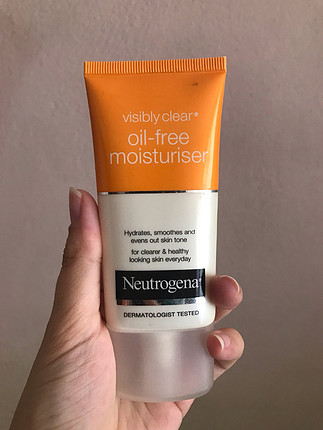 visibly clear®
oil-free
moisturiser
Hydrates, smoothes and
evens out skin tone
for clearer & healthy
looking skin everyday
Neutrogena®
DERMATOLOGIST TESTED